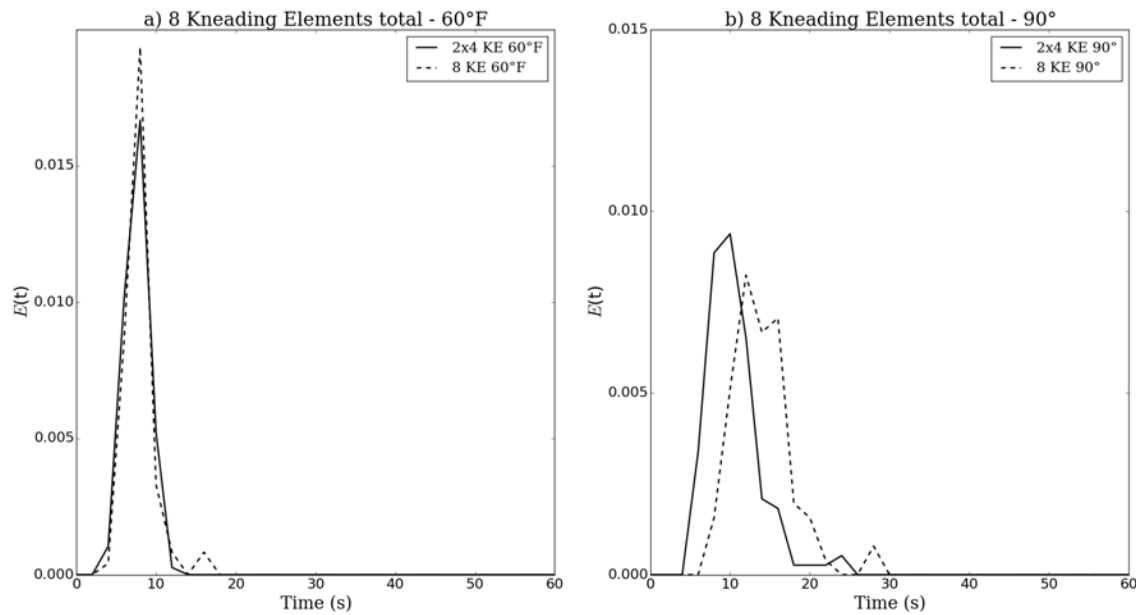 a) 8 Kneading Elements total - 60°F
2x4 KE 60°F
8 KE 60°F
0.015
0.010
0.005
0.000
E(t)
0 10 20 30 40 50 60
Time (s)
b) 8 Kneading Elements total - 90°
2x4 KE 90°
8 KE 90°
0.015
0.010
0.005
0.000
E(t)
0 10 20 30 40 50 60
Time (s)